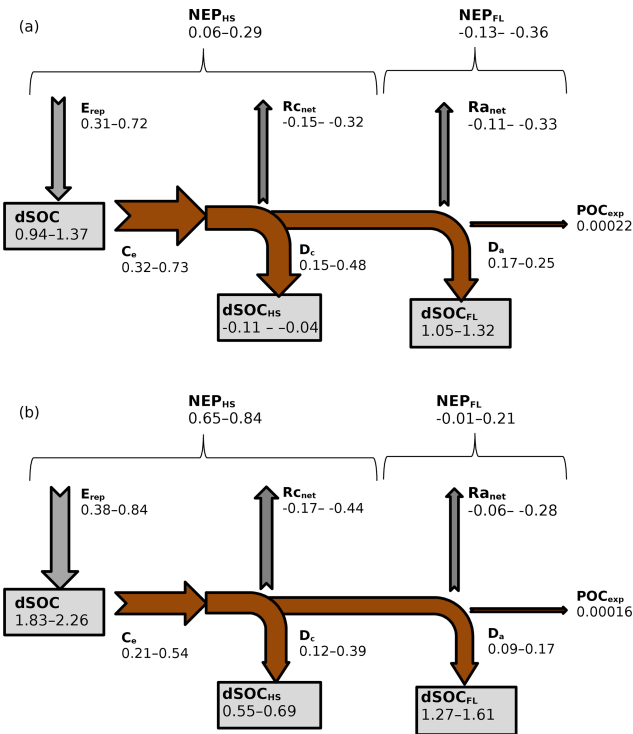 (a)
NEPHS
0.06–0.29
NEPFL
-0.13– -0.36
Erep
0.31–0.72
Rcnet
-0.15– -0.32
Ranet
-0.11– -0.33
dSOC
0.94–1.37
Ce
0.32–0.73
Dc
0.15–0.48
Da
0.17–0.25
POCexp
0.00022
dSOCHS
-0.11 – -0.04
dSOCFL
1.05–1.32
(b)
NEPHS
0.65–0.84
NEPFL
-0.01–0.21
Erep
0.38–0.84
Rcnet
-0.17– -0.44
Ranet
-0.06– -0.28
dSOC
1.83–2.26
Ce
0.21–0.54
Dc
0.12–0.39
Da
0.09–0.17
POCexp
0.00016
dSOCHS
0.55–0.69
dSOCFL
1.27–1.61